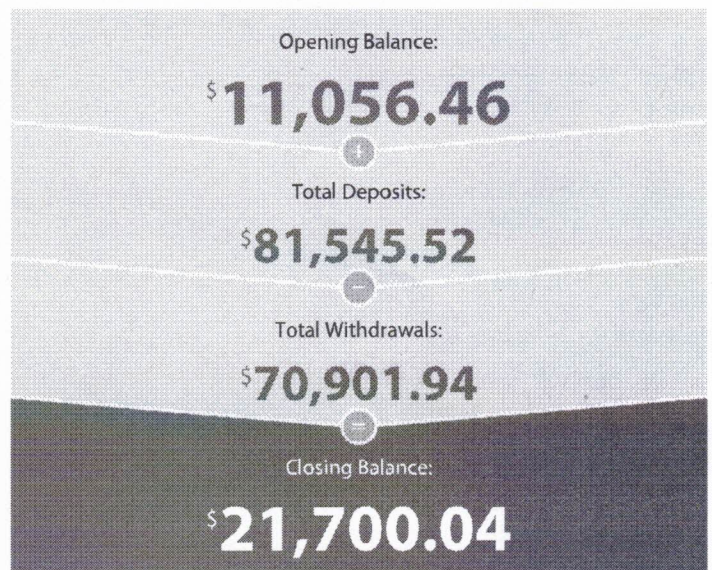 Opening Balance:
$11,056.46
+
Total Deposits:
$81,545.52
−
Total Withdrawals:
$70,901.94
=
Closing Balance:
$21,700.04